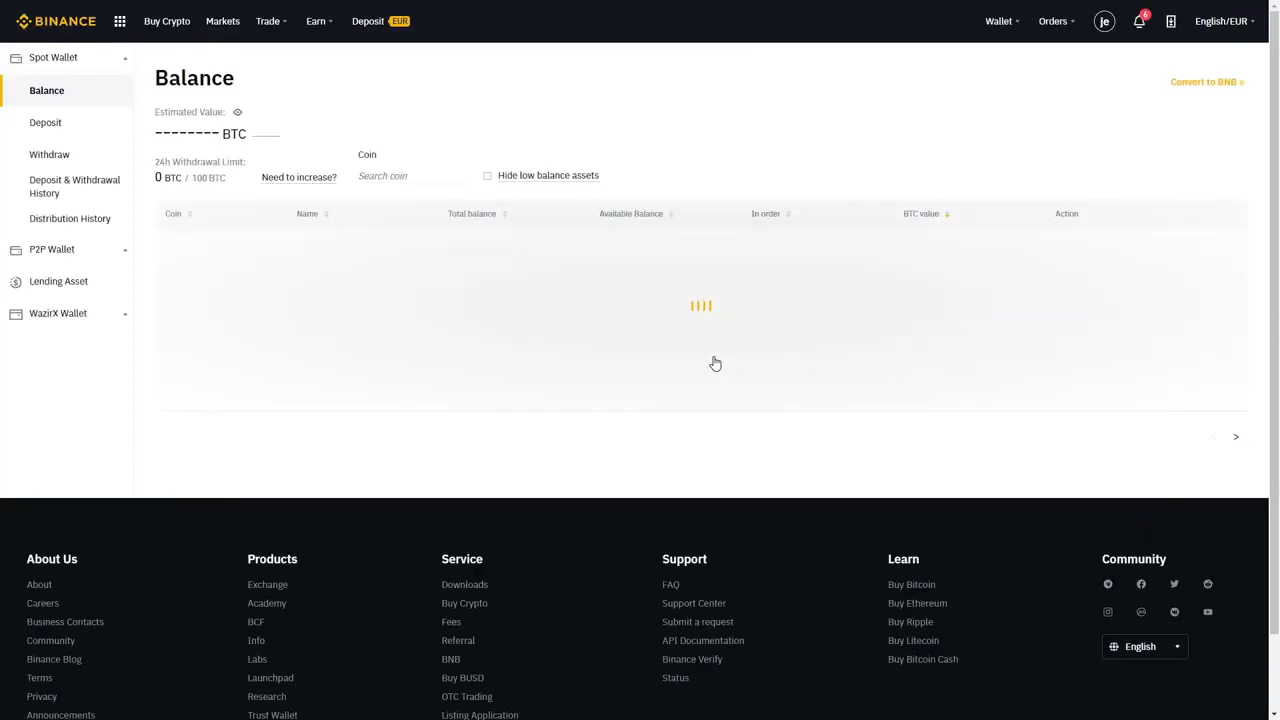 BINANCE
Buy Crypto
Markets
Trade
Earn
Deposit EUR
Wallet
Orders
je
6
English/EUR
Spot Wallet
Balance
Deposit
Withdraw
Deposit & Withdrawal
History
Distribution History
P2P Wallet
Lending Asset
WazirX Wallet
Balance
Convert to BNB »
Estimated Value:
-------- BTC
24h Withdrawal Limit:
0 BTC / 100 BTC
Need to increase?
Coin
Search coin
Hide low balance assets
Coin
Name
Total balance
Available Balance
In order
BTC value
Action
About Us
About
Careers
Business Contacts
Community
Binance Blog
Terms
Privacy
Announcements
Products
Exchange
Academy
BCF
Info
Labs
Launchpad
Research
Trust Wallet
Service
Downloads
Buy Crypto
Fees
Referral
BNB
Buy BUSD
OTC Trading
Listing Application
Support
FAQ
Support Center
Submit a request
API Documentation
Binance Verify
Status
Learn
Buy Bitcoin
Buy Ethereum
Buy Ripple
Buy Litecoin
Buy Bitcoin Cash
Community
English